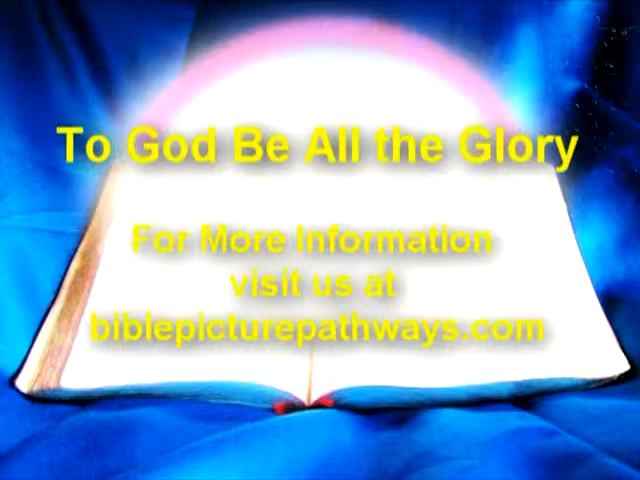 To God Be All the Glory
For More Information
visit us at
biblepicturepathways.com